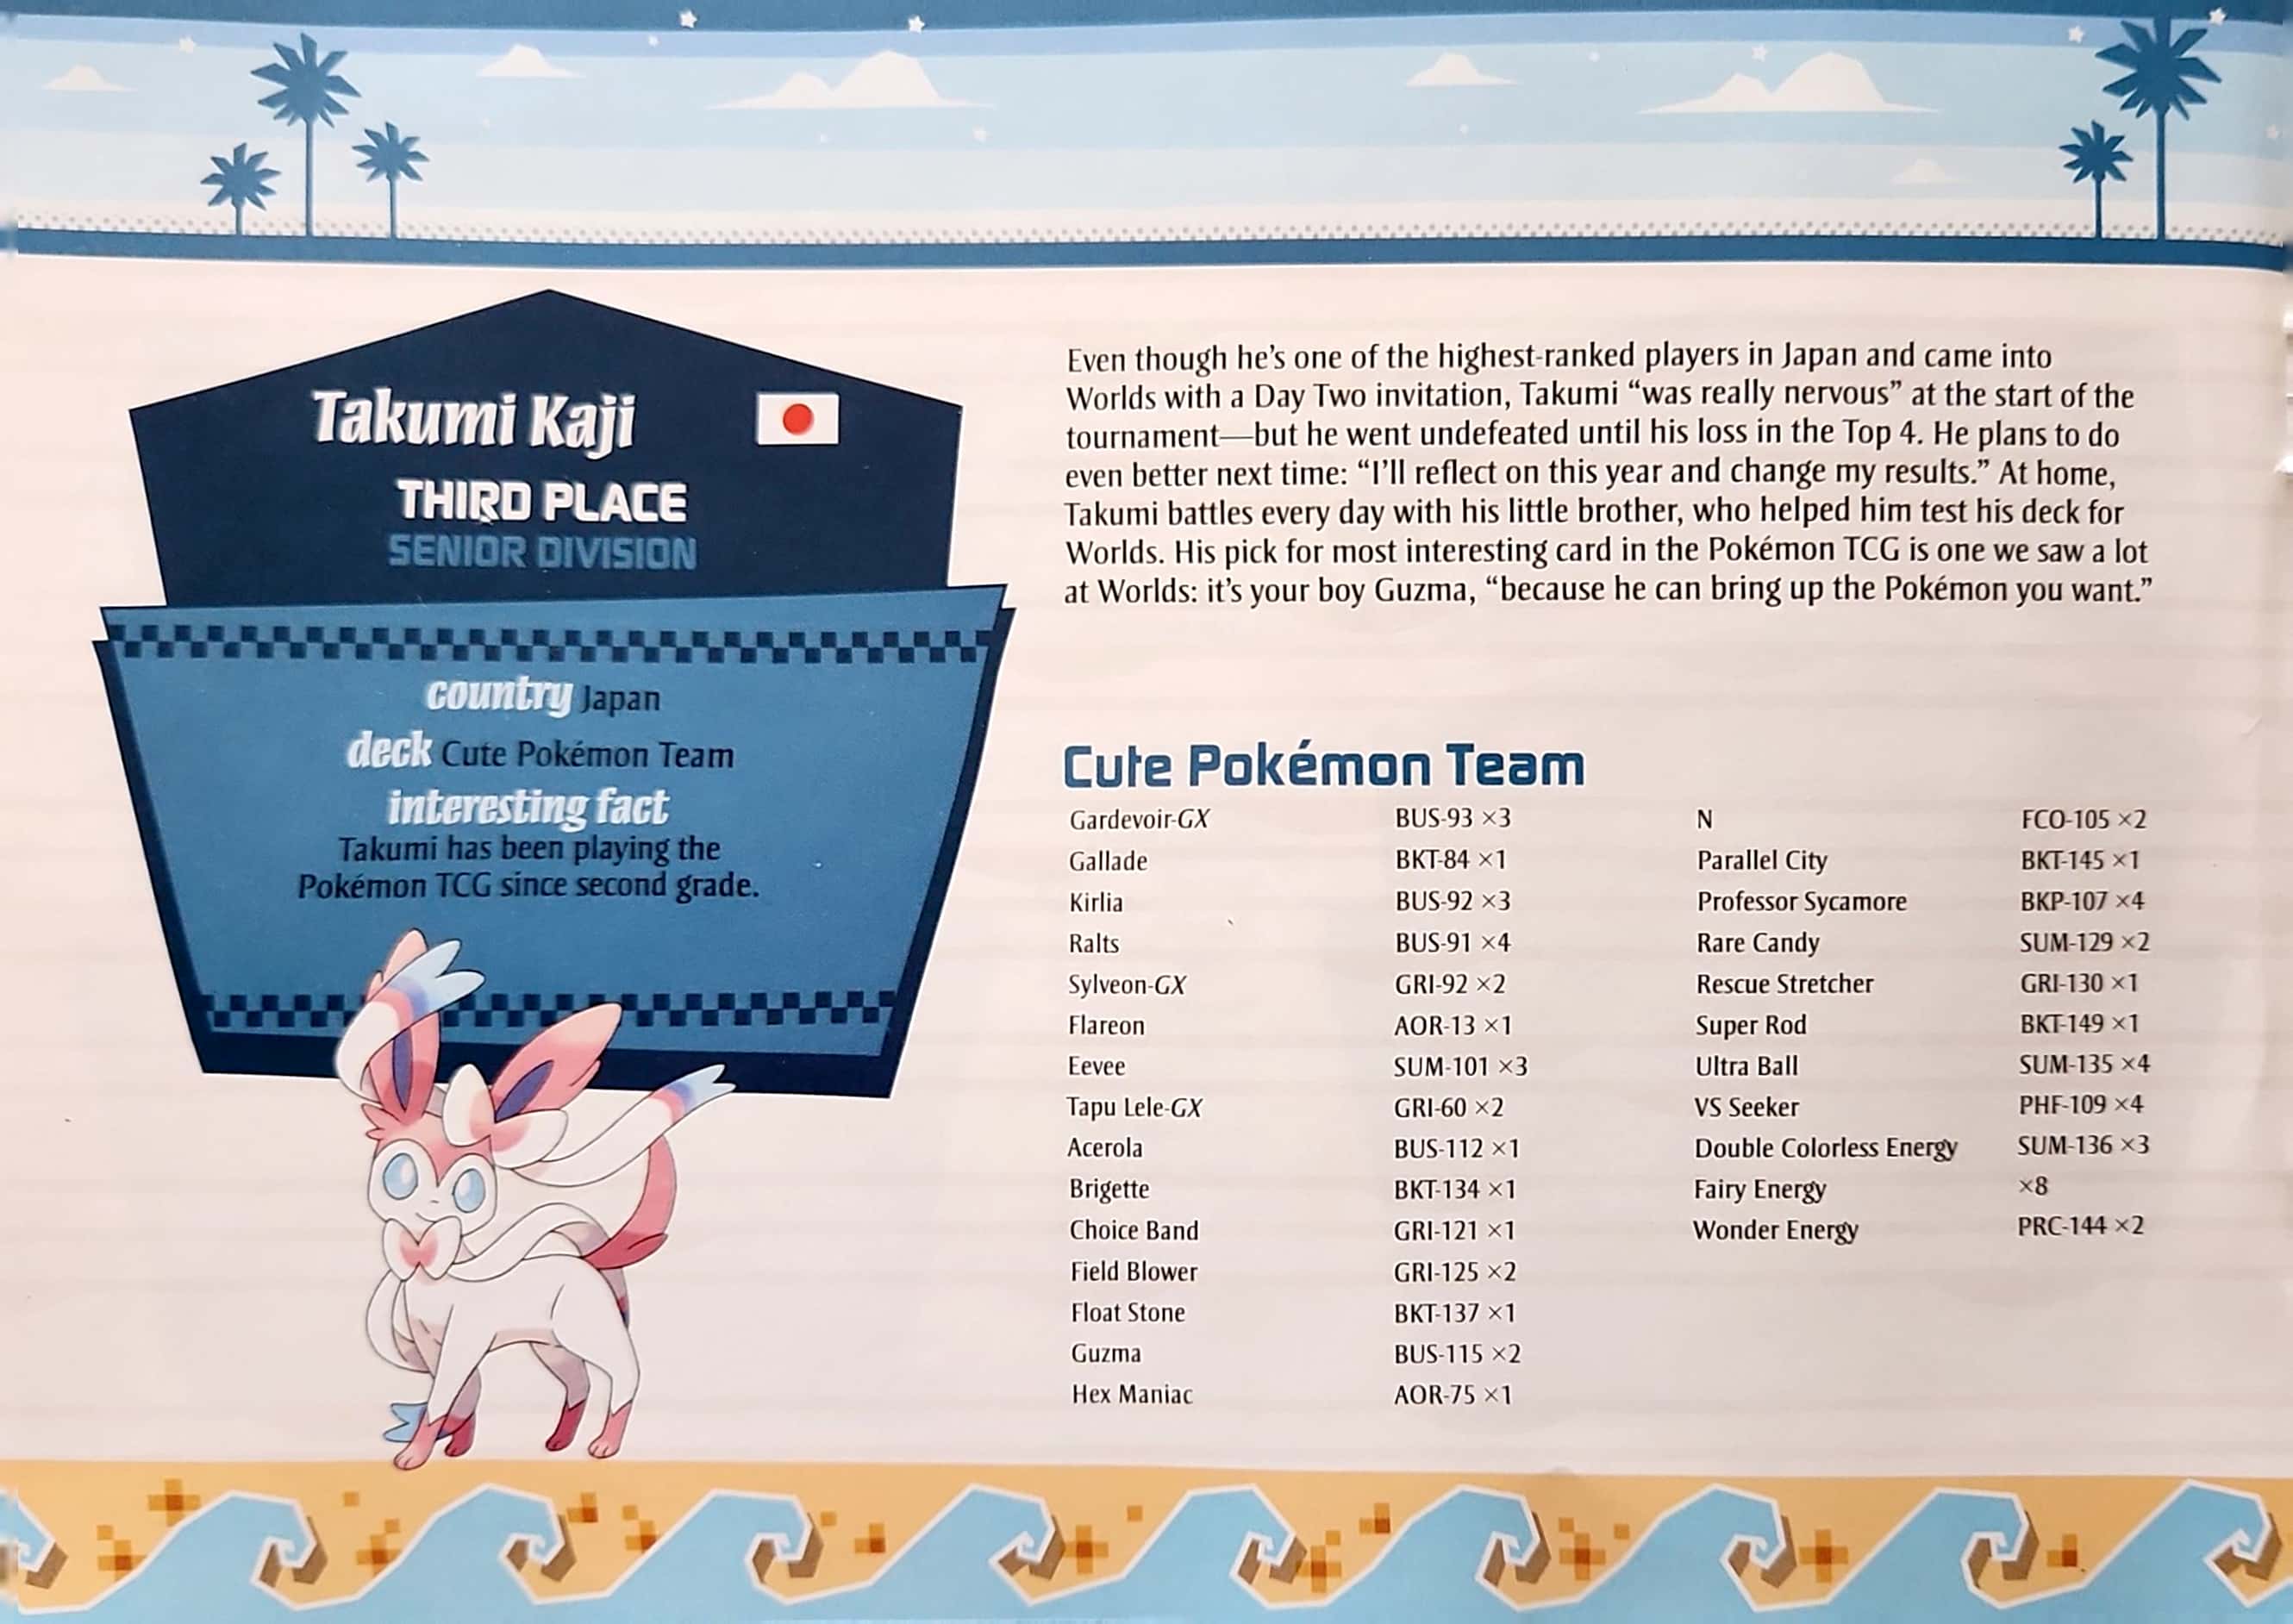 Takumi Kaji
THIRD PLACE
SENIOR DIVISION
country Japan
deck Cute Pokémon Team
interesting fact
Takumi has been playing the
Pokémon TCG since second grade.
Even though he's one of the highest-ranked players in Japan and came into
Worlds with a Day Two invitation, Takumi “was really nervous” at the start of the
tournament—but he went undefeated until his loss in the Top 4. He plans to do
even better next time: “I'll reflect on this year and change my results.” At home,
Takumi battles every day with his little brother, who helped him test his deck for
Worlds. His pick for most interesting card in the Pokémon TCG is one we saw a lot
at Worlds: it's your boy Guzma, “because he can bring up the Pokémon you want.”
Cute Pokémon Team
Gardevoir-GX BUS-93 ×3
Gallade BKT-84 ×1
Kirlia BUS-92 ×3
Ralts BUS-91 ×4
Sylveon-GX GRI-92 ×2
Flareon AOR-13 ×1
Eevee SUM-101 ×3
Tapu Lele-GX GRI-60 ×2
Acerola BUS-112 ×1
Brigette BKT-134 ×1
Choice Band GRI-121 ×1
Field Blower GRI-125 ×2
Float Stone BKT-137 ×1
Guzma BUS-115 ×2
Hex Maniac AOR-75 ×1
N FCO-105 ×2
Parallel City BKT-145 ×1
Professor Sycamore BKP-107 ×4
Rare Candy SUM-129 ×2
Rescue Stretcher GRI-130 ×1
Super Rod BKT-149 ×1
Ultra Ball SUM-135 ×4
VS Seeker PHF-109 ×4
Double Colorless Energy SUM-136 ×3
Fairy Energy ×8
Wonder Energy PRC-144 ×2